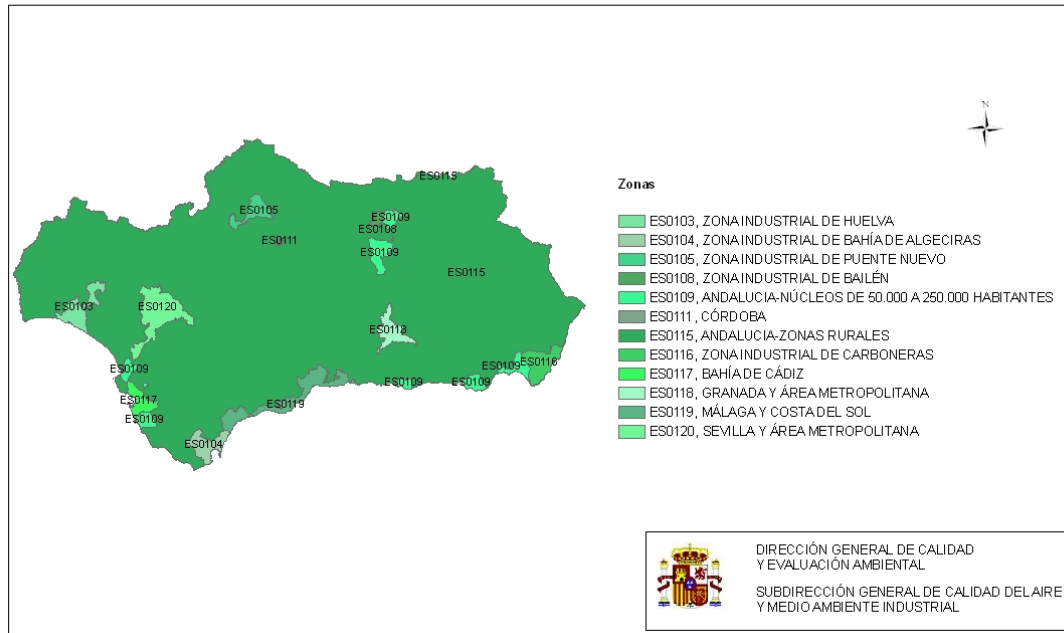 N
ES0115
ES0105
ES0109
ES0108
ES0111
ES0109
ES0115
ES0103
ES0120
ES0118
ES0109
ES0109
ES0116
ES0109
ES0109
ES0117
ES0119
ES0109
ES0104
Zonas
ES0103, ZONA INDUSTRIAL DE HUELVA
ES0104, ZONA INDUSTRIAL DE BAHÍA DE ALGECIRAS
ES0105, ZONA INDUSTRIAL DE PUENTE NUEVO
ES0108, ZONA INDUSTRIAL DE BAILÉN
ES0109, ANDALUCIA-NÚCLEOS DE 50.000 A 250.000 HABITANTES
ES0111, CÓRDOBA
ES0115, ANDALUCIA-ZONAS RURALES
ES0116, ZONA INDUSTRIAL DE CARBONERAS
ES0117, BAHÍA DE CÁDIZ
ES0118, GRANADA Y ÁREA METROPOLITANA
ES0119, MÁLAGA Y COSTA DEL SOL
ES0120, SEVILLA Y ÁREA METROPOLITANA
DIRECCIÓN GENERAL DE CALIDAD
Y EVALUACIÓN AMBIENTAL
SUBDIRECCIÓN GENERAL DE CALIDAD DEL AIRE
Y MEDIO AMBIENTE INDUSTRIAL